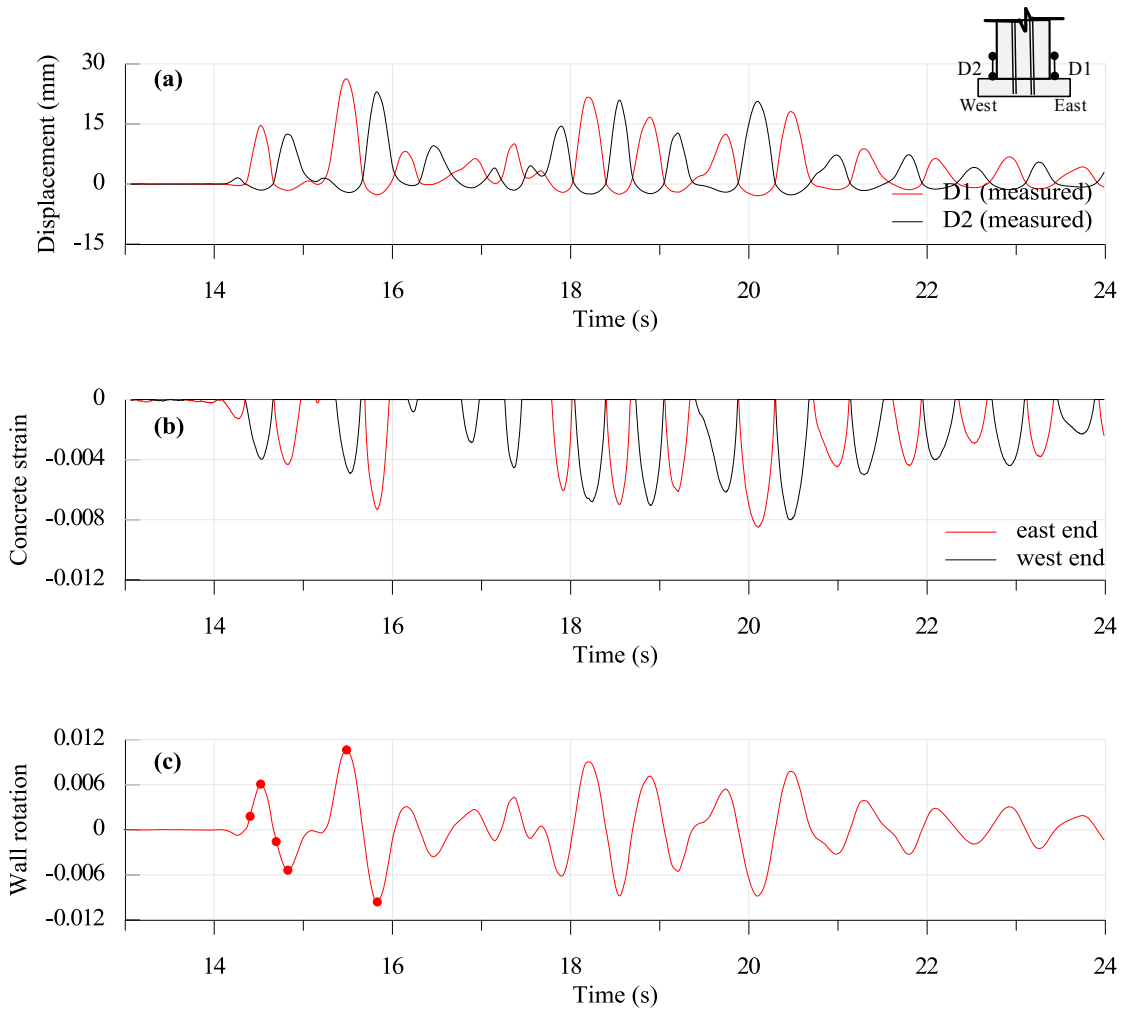 (a)
Displacement (mm)
30
15
0
-15
D2
D1
West
East
D1 (measured)
D2 (measured)
14
16
18
20
22
24
Time (s)
(b)
Concrete strain
0
-0.004
-0.008
-0.012
east end
west end
14
16
18
20
22
24
Time (s)
(c)
Wall rotation
0.012
0.006
0
-0.006
-0.012
14
16
18
20
22
24
Time (s)